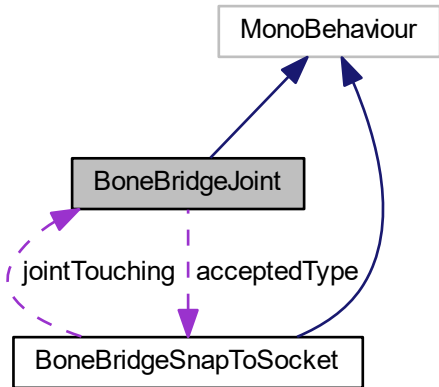 MonoBehaviour
BoneBridgeJoint
jointTouching
acceptedType
BoneBridgeSnapToSocket